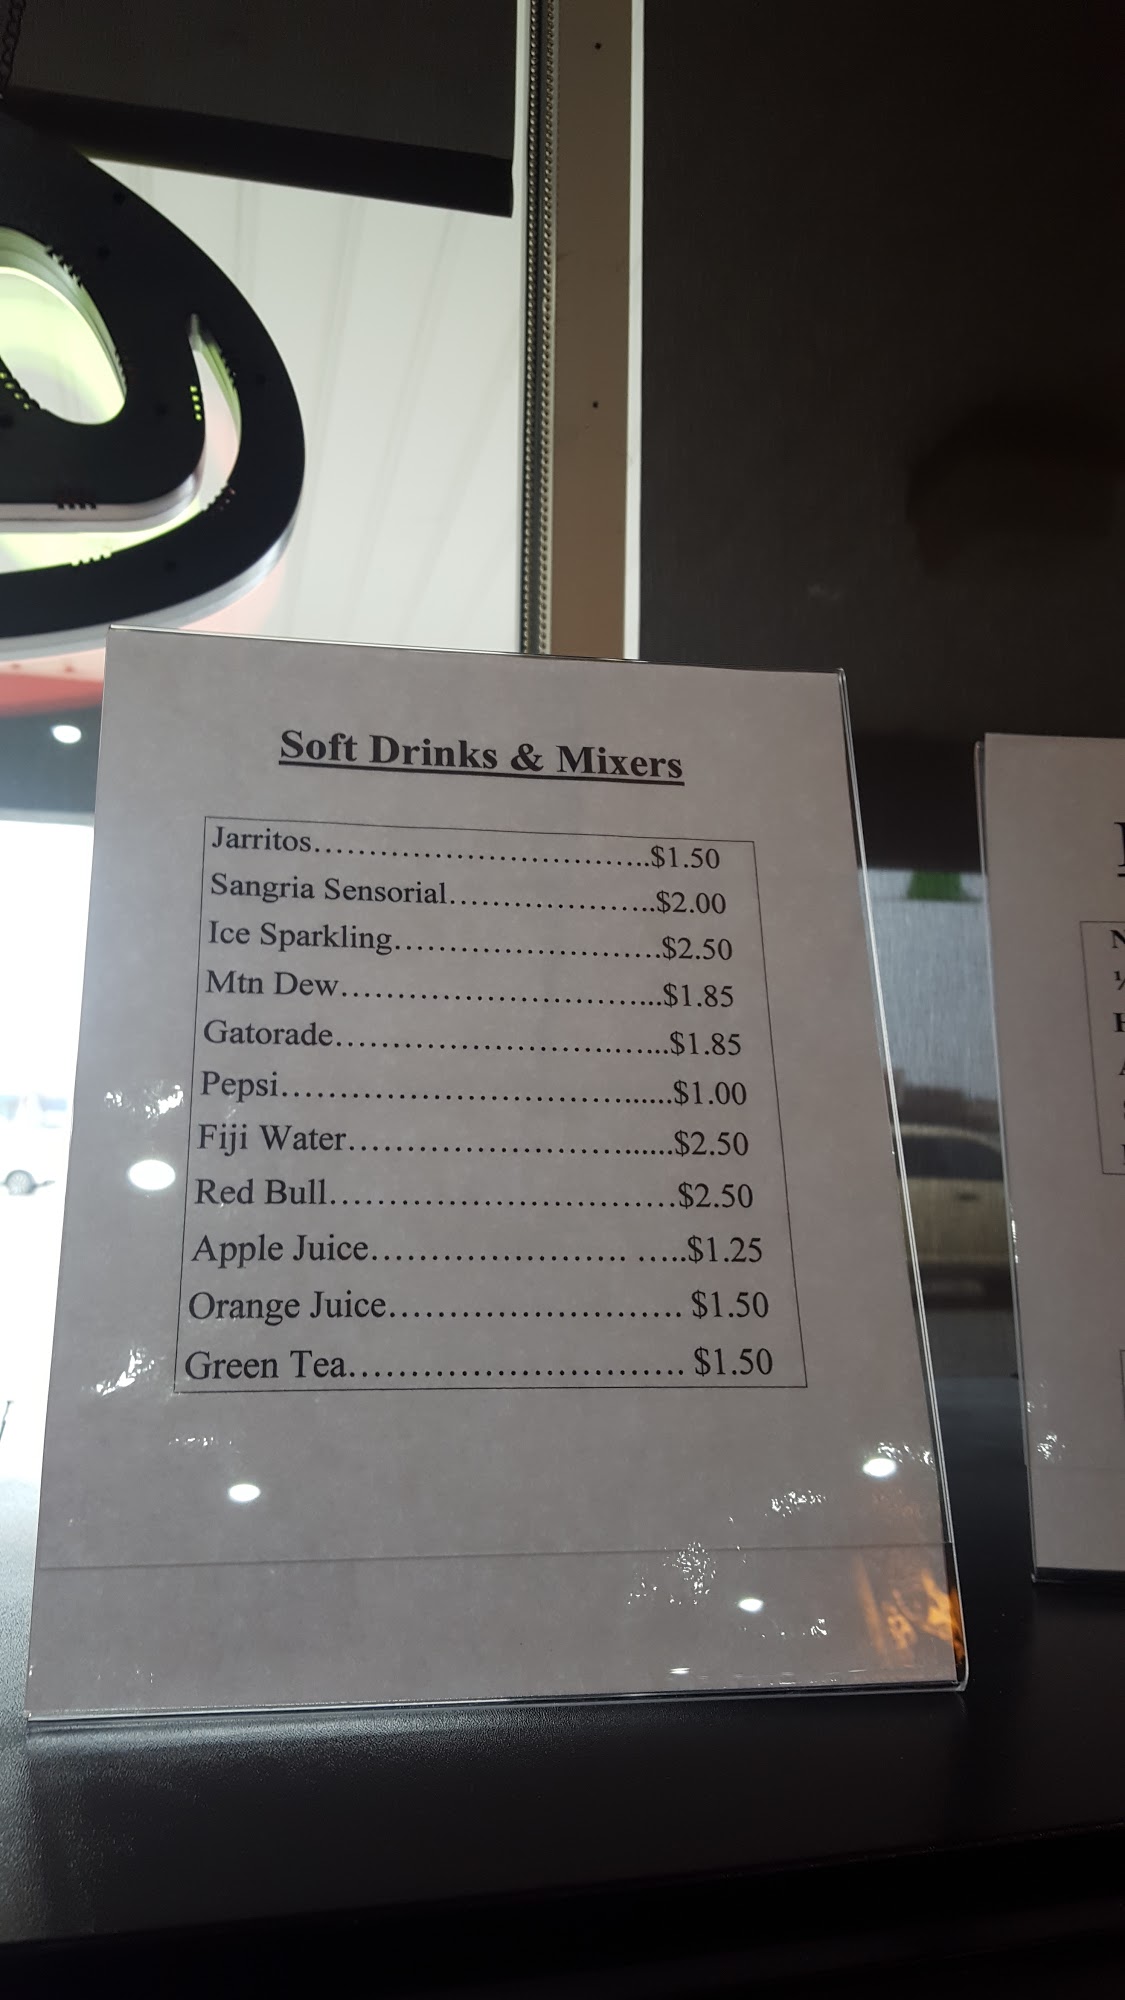 Soft Drinks & Mixers
Jarritos....................................$1.50
Sangria Sensorial......................$2.00
Ice Sparkling.............................$2.50
Mtn Dew...................................$1.85
Gatorade....................................$1.85
Pepsi..........................................$1.00
Fiji Water...................................$2.50
Red Bull.....................................$2.50
Apple Juice....................... .....$1.25
Orange Juice.......................... $1.50
Green Tea.............................. $1.50